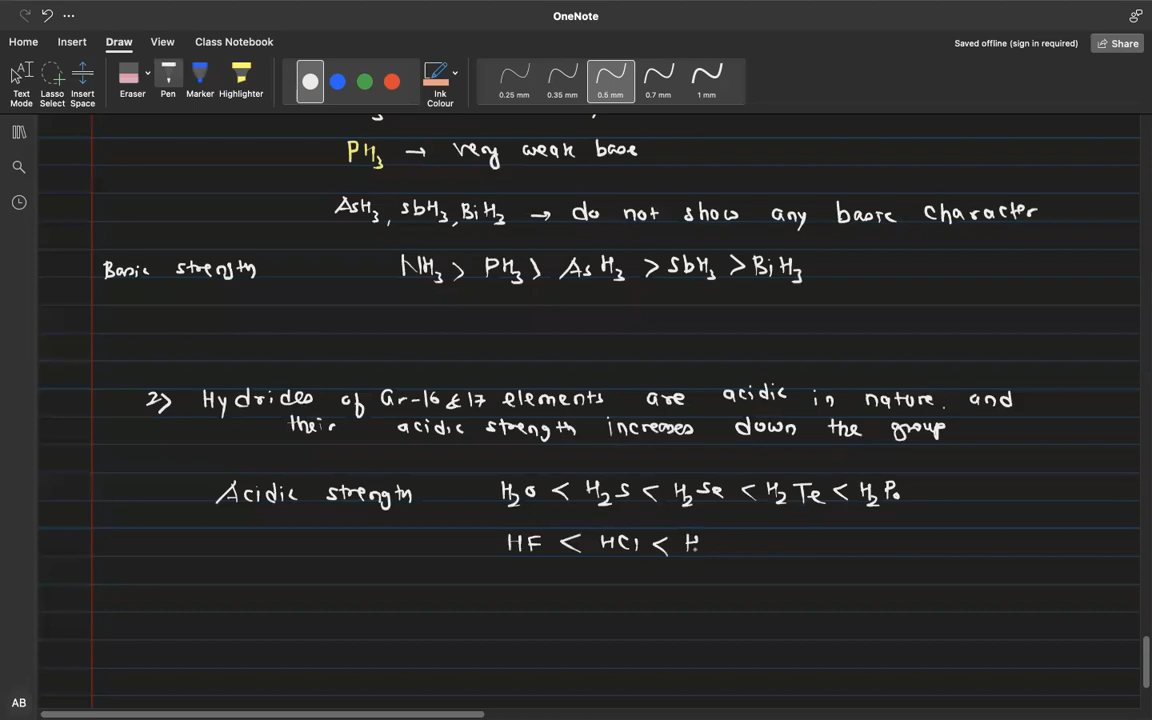 OneNote
Home Insert Draw View Class Notebook
Saved offline (sign in required)
Share
Text Mode
Lasso Select
Insert Space
Eraser
Pen
Marker
Highlighter
Ink Colour
0.25 mm
0.35 mm
0.5 mm
0.7 mm
1 mm
PH₃ → very weak base
AsH₃, SbH₃, BiH₃ → do not show any basic character
Basic strength NH₃ > PH₃ > AsH₃ > SbH₃ > BiH₃
2) Hydrides of Gr-16 & 17 elements are acidic in nature. and
their acidic strength increases down the group
Acidic strength H₂O < H₂S < H₂Se < H₂Te < H₂Po
HF < HCl < H
AB